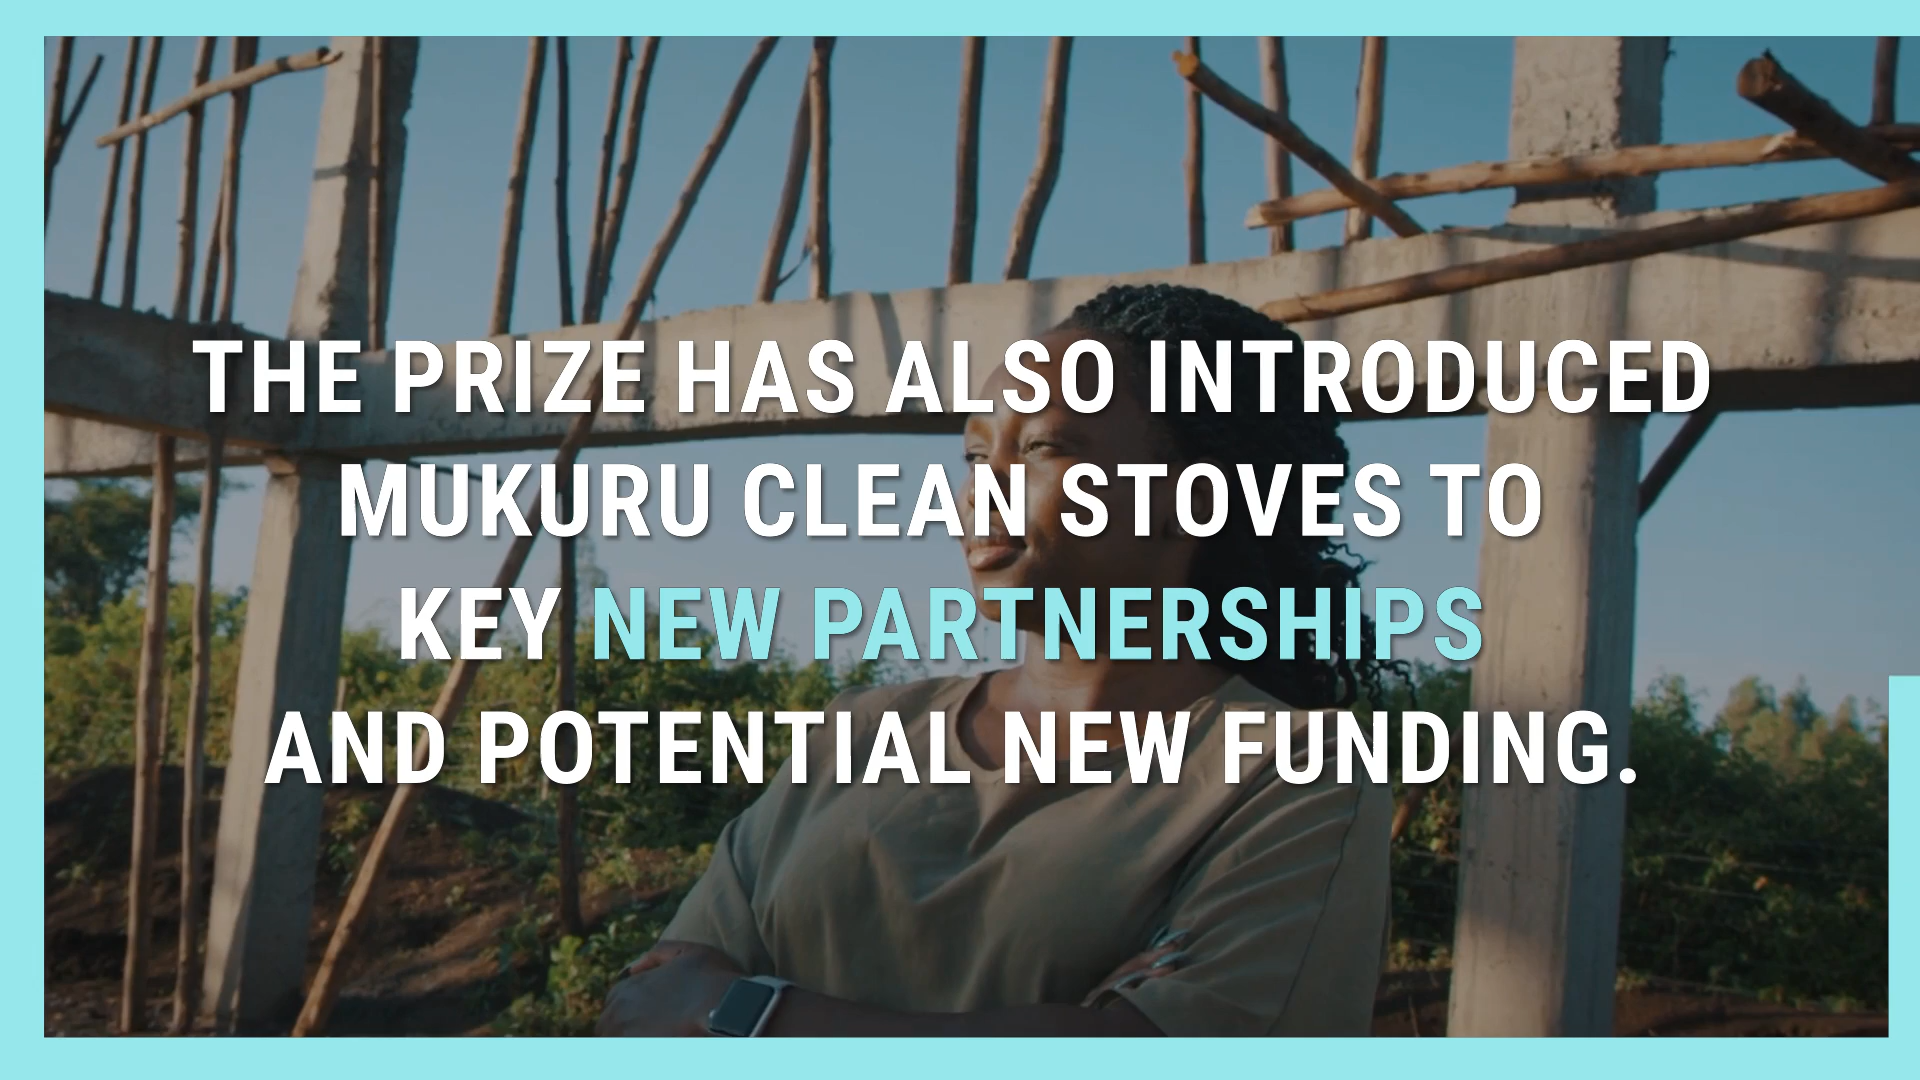 THE PRIZE HAS ALSO INTRODUCED
MUKURU CLEAN STOVES TO
KEY NEW PARTNERSHIPS
AND POTENTIAL NEW FUNDING.